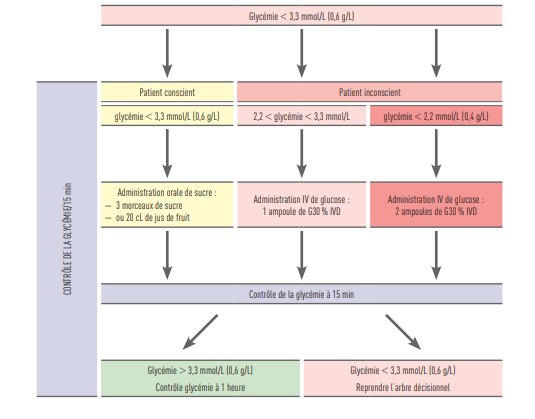 Glycémie < 3,3 mmol/L (0,6 g/L)
CONTRÔLE DE LA GLYCÉMIE/15 min
Patient conscient
Patient inconscient
glycémie < 3,3 mmol/L (0,6 g/L)
2,2 < glycémie < 3,3 mmol/L
glycémie < 2,2 mmol/L (0,4 g/L)
Administration orale de sucre :
– 3 morceaux de sucre
– ou 20 cL de jus de fruit
Administration IV de glucose :
1 ampoule de G30 % IVD
Administration IV de glucose :
2 ampoules de G30 % IVD
Contrôle de la glycémie à 15 min
Glycémie > 3,3 mmol/L (0,6 g/L)
Contrôle glycémie à 1 heure
Glycémie < 3,3 mmol/L (0,6 g/L)
Reprendre l'arbre décisionnel